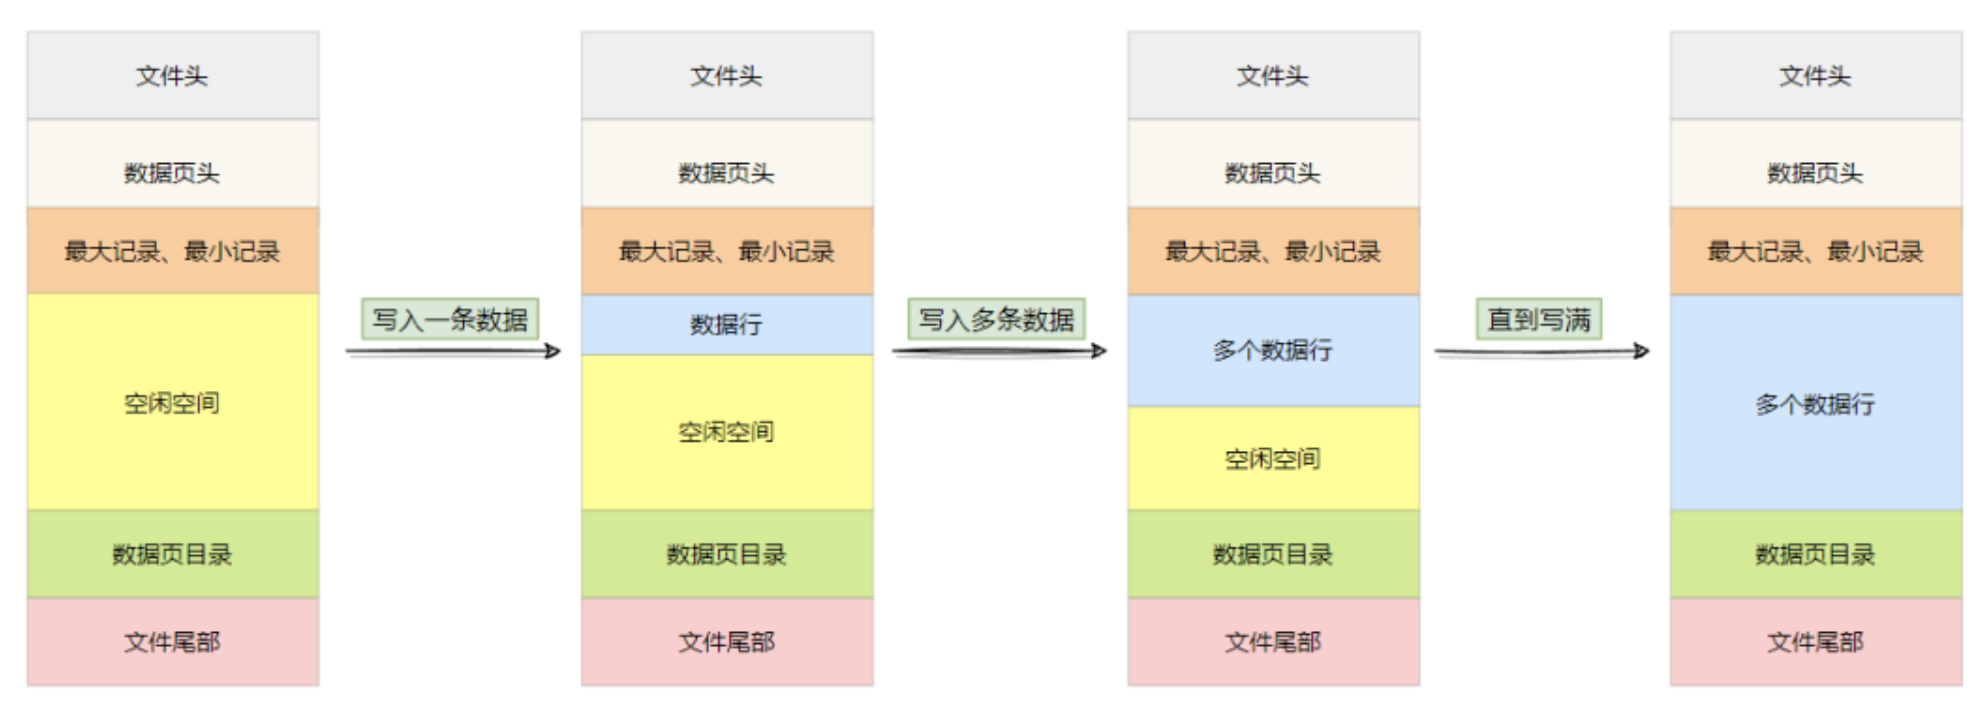 文件头
数据页头
最大记录、最小记录
空闲空间
数据页目录
文件尾部
写入一条数据
文件头
数据页头
最大记录、最小记录
数据行
空闲空间
数据页目录
文件尾部
写入多条数据
文件头
数据页头
最大记录、最小记录
多个数据行
空闲空间
数据页目录
文件尾部
直到写满
文件头
数据页头
最大记录、最小记录
多个数据行
数据页目录
文件尾部